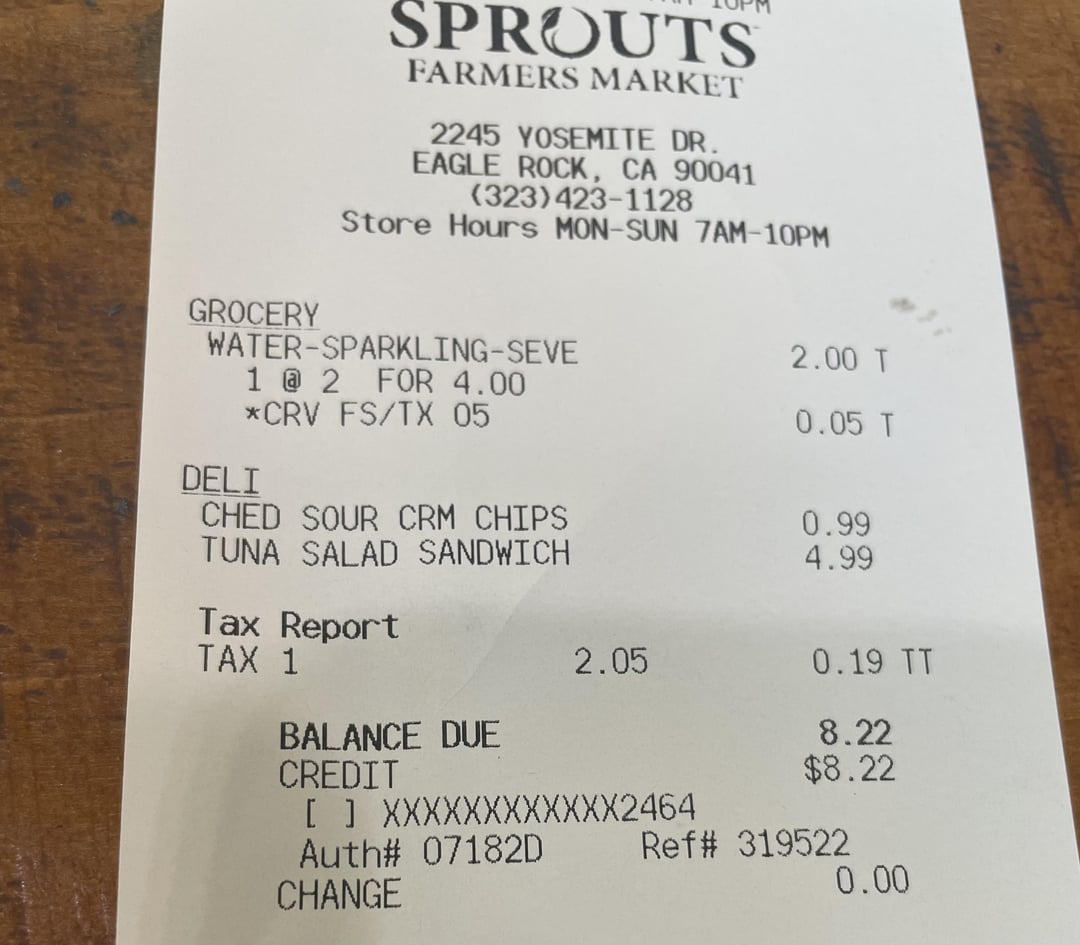 10PM
SPROUTS
FARMERS MARKET
2245 YOSEMITE DR.
EAGLE ROCK, CA 90041
(323)423-1128
Store Hours MON-SUN 7AM-10PM
GROCERY
WATER-SPARKLING-SEVE 2.00 T
1 @ 2 FOR 4.00
*CRV FS/TX 05 0.05 T
DELI
CHED SOUR CRM CHIPS 0.99
TUNA SALAD SANDWICH 4.99
Tax Report
TAX 1 2.05 0.19 TT
BALANCE DUE 8.22
CREDIT $8.22
[ ] XXXXXXXXXXXX2464
Auth# 07182D Ref# 319522
CHANGE 0.00